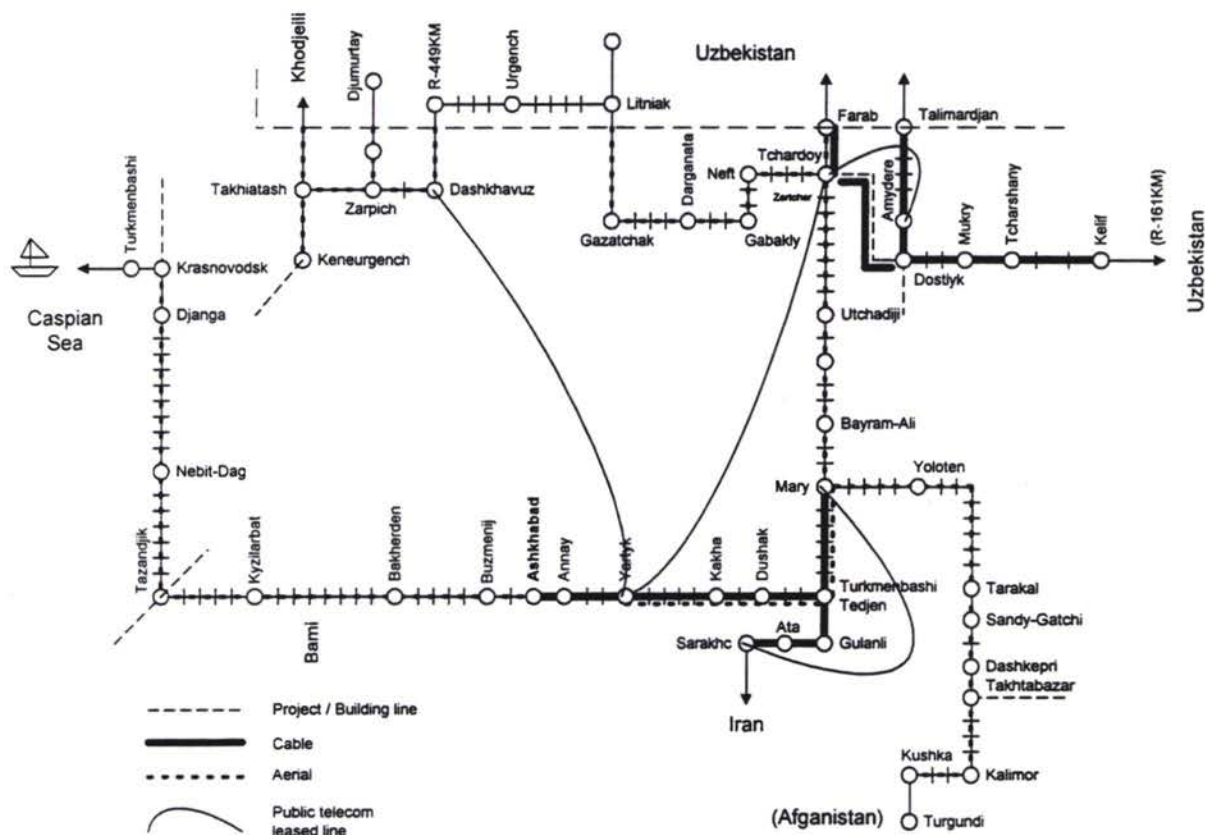 Khodjeili
Djumurtay
R-449KM
Urgench
Litniak
Uzbekistan
Farab
Talimardjan
Takhiatash
Zarpich
Dashkhavuz
Gazatchak
Darganata
Neft
Gabakly
Tchardoy
Zertcher
Amydere
Dostlyk
Mukry
Tcharshany
Kelif
(R-161KM)
Uzbekistan
Turkmenbashi
Krasnovodsk
Keneurgench
Caspian
Sea
Djanga
Utchadiji
Nebit-Dag
Bayram-Ali
Mary
Yoloten
Tazandjik
Kyzilarbat
Bami
Bakherden
Buzmenij
Ashkhabad
Annay
Yartyk
Kakha
Dushak
Turkmenbashi
Tedjen
Sarakhc
Ata
Gulanli
Iran
Tarakal
Sandy-Gatchi
Dashkepri
Takhtabazar
Kushka
Kalimor
(Afganistan)
Turgundi
Project / Building line
Cable
Aerial
Public telecom
leased line